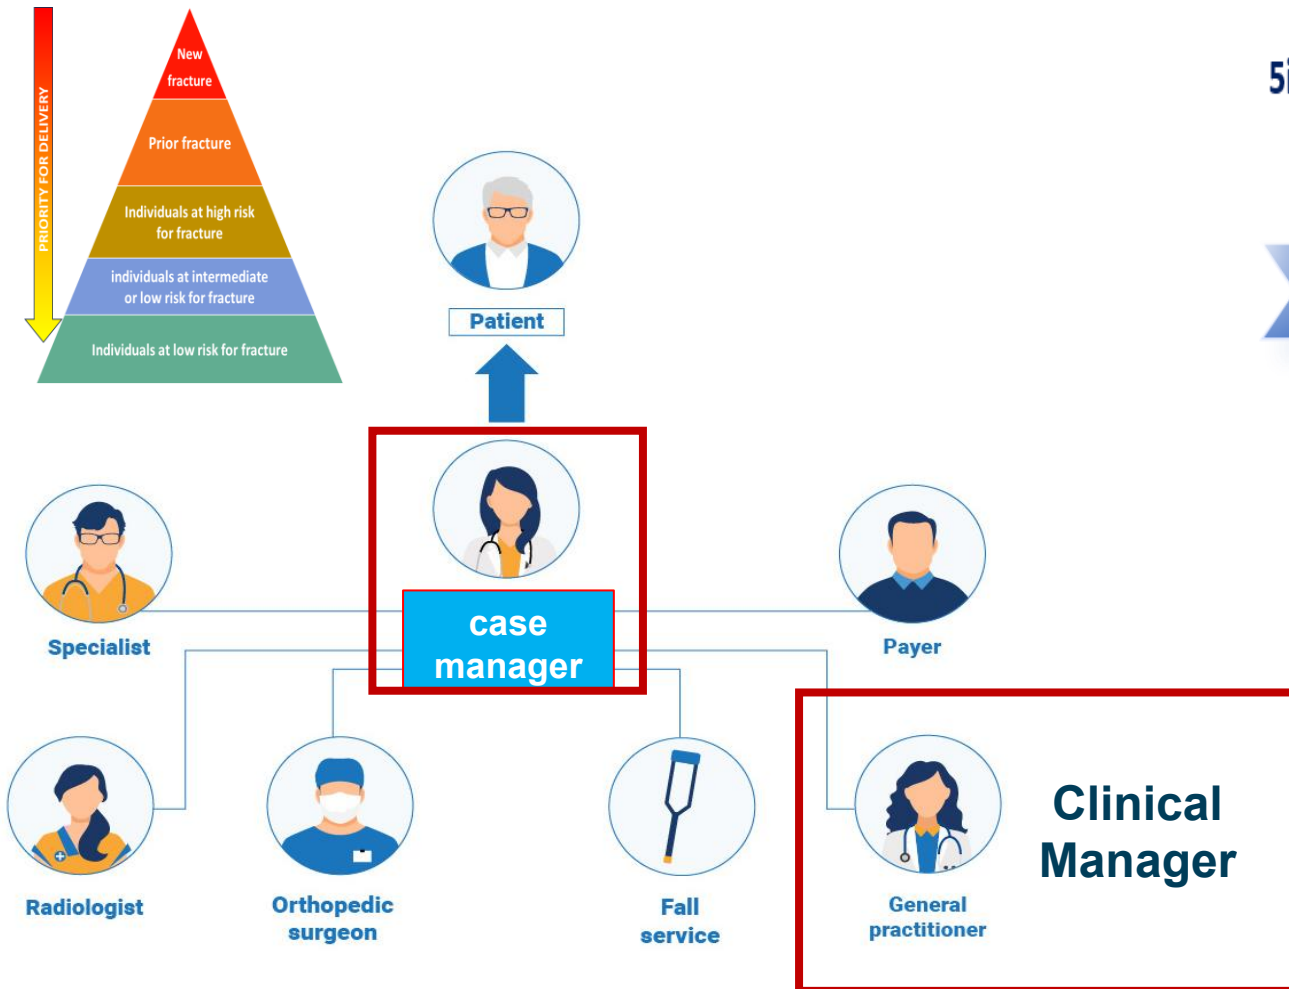 PRIORITY FOR DELIVERY
New
fracture
Prior fracture
Individuals at high risk
for fracture
individuals at intermediate
or low risk for fracture
Individuals at low risk for fracture
5i
Patient
case
manager
Specialist
Payer
Radiologist
Orthopedic
surgeon
Fall
service
General
practitioner
Clinical
Manager